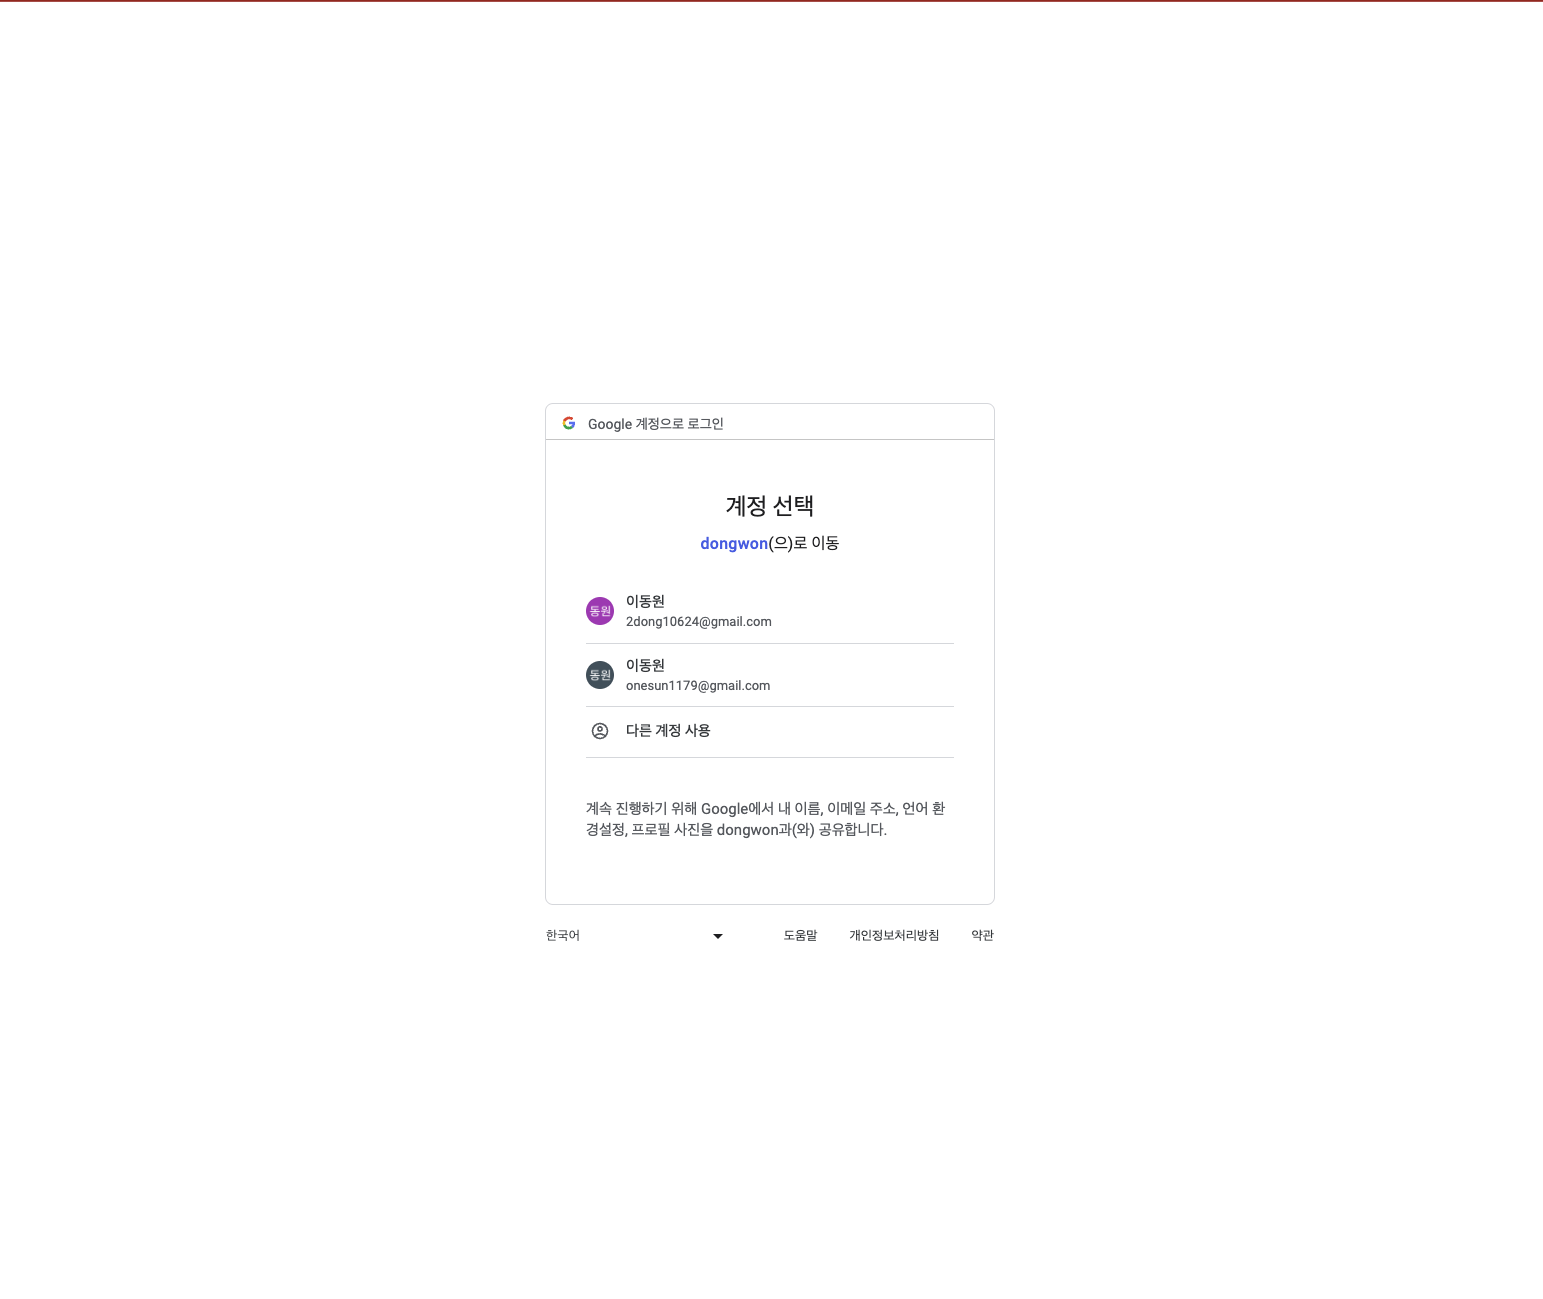 Google 계정으로 로그인
계정 선택
dongwon(으)로 이동
동원
이동원
2dong10624@gmail.com
동원
이동원
onesun1179@gmail.com
다른 계정 사용
계속 진행하기 위해 Google에서 내 이름, 이메일 주소, 언어 환
경설정, 프로필 사진을 dongwon과(와) 공유합니다.
한국어 도움말 개인정보처리방침 약관